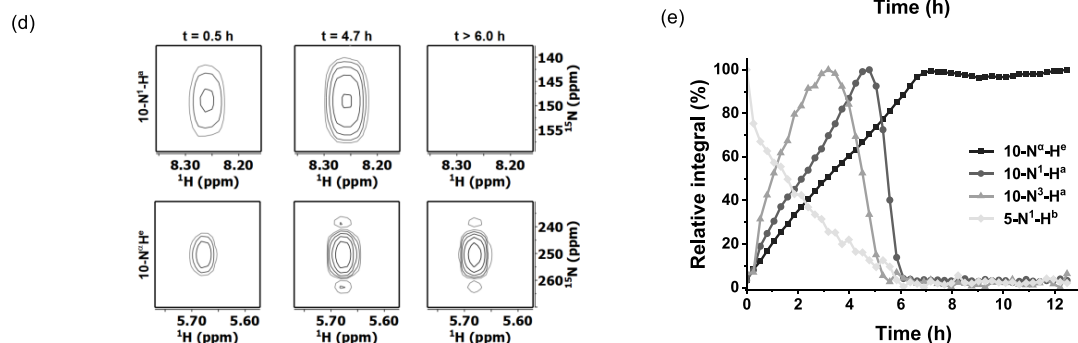 (d)
t = 0.5 h
t = 4.7 h
t > 6.0 h
10-N¹-Hᵃ
140
145
150
155
¹⁵N (ppm)
8.30 8.20
8.30 8.20
8.30 8.20
¹H (ppm)
¹H (ppm)
¹H (ppm)
10-NᵅHᵉ
240
250
260
¹⁵N (ppm)
5.70 5.60
5.70 5.60
5.70 5.60
¹H (ppm)
¹H (ppm)
¹H (ppm)
Time (h)
(e)
Relative integral (%)
100
80
60
40
20
0
10-Nᵅ-Hᵉ
10-N¹-Hᵃ
10-N³-Hᵃ
5-N¹-Hᵇ
0 2 4 6 8 10 12
Time (h)